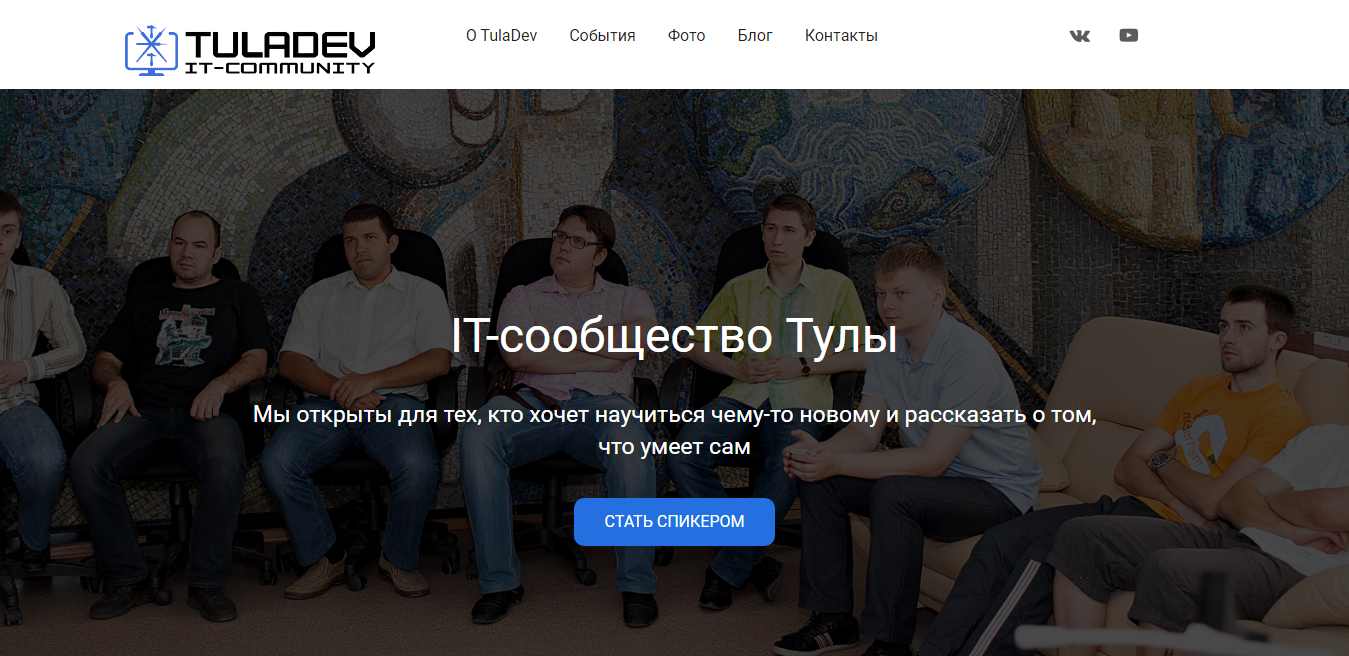 TULADEV
IT-COMMUNITY
О TulaDev
События
Фото
Блог
Контакты
IT-сообщество Тулы
Мы открыты для тех, кто хочет научиться чему-то новому и рассказать о том,
что умеет сам
СТАТЬ СПИКЕРОМ